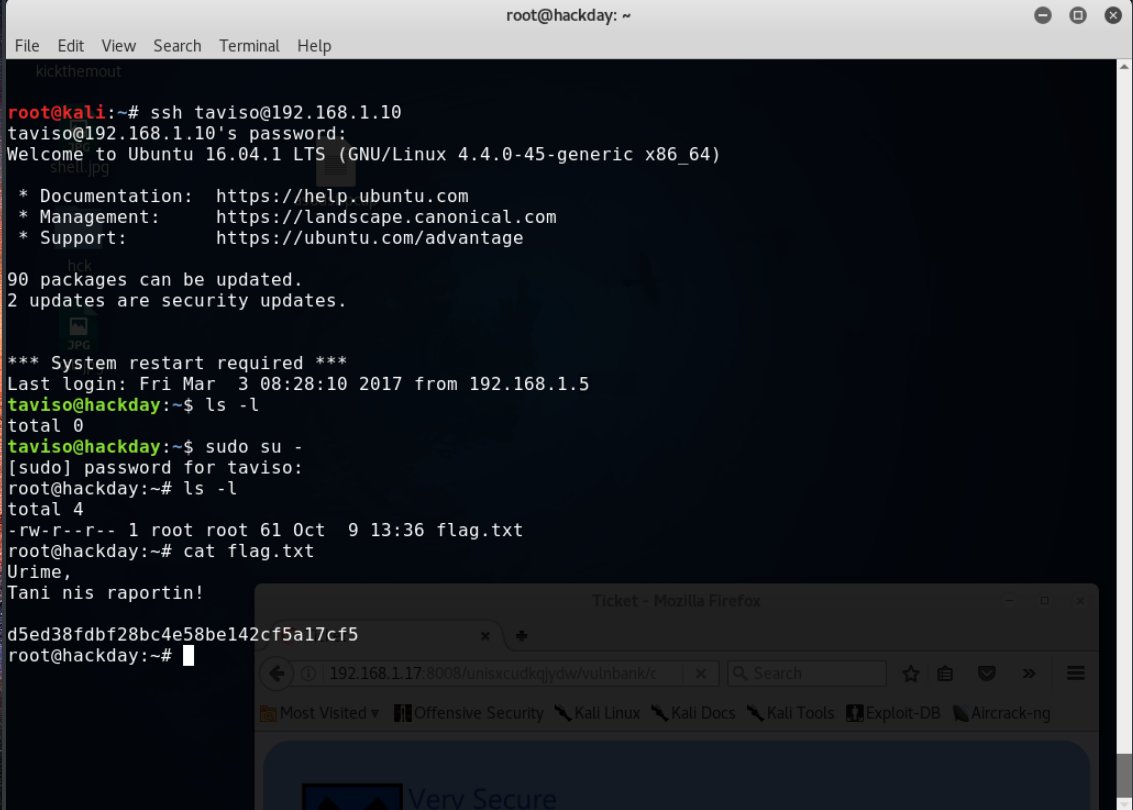 root@hackday: ~
File Edit View Search Terminal Help
kickthemout
root@kali:~# ssh taviso@192.168.1.10
taviso@192.168.1.10's password:
Welcome to Ubuntu 16.04.1 LTS (GNU/Linux 4.4.0-45-generic x86_64)
shell.jpg
* Documentation: https://help.ubuntu.com
* Management: https://landscape.canonical.com
* Support: https://ubuntu.com/advantage
hck
90 packages can be updated.
2 updates are security updates.
JPG
*** System restart required ***
Last login: Fri Mar 3 08:28:10 2017 from 192.168.1.5
taviso@hackday:~$ ls -l
total 0
taviso@hackday:~$ sudo su -
[sudo] password for taviso:
root@hackday:~# ls -l
total 4
-rw-r--r-- 1 root root 61 Oct 9 13:36 flag.txt
root@hackday:~# cat flag.txt
Urime,
Tani nis raportin!
d5ed38fdbf28bc4e58be142cf5a17cf5
root@hackday:~#
Ticket - Mozilla Firefox
192.168.1.17:8008/unisxcudkqjydw/vulnbank/c
Search
Most Visited Offensive Security Kali Linux Kali Docs Kali Tools Exploit-DB Aircrack-ng
Very Secure